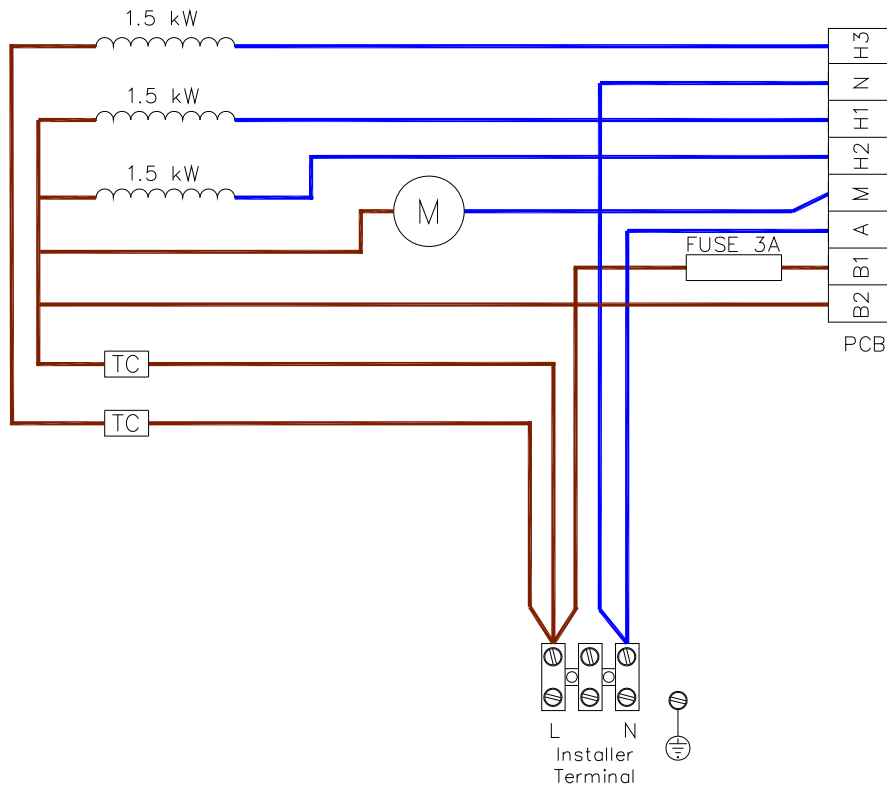 1.5 kW
H3
N
1.5 kW
H1
H2
1.5 kW
M
M
A
FUSE 3A
B1
B2
PCB
TC
TC
L
N
Installer
Terminal